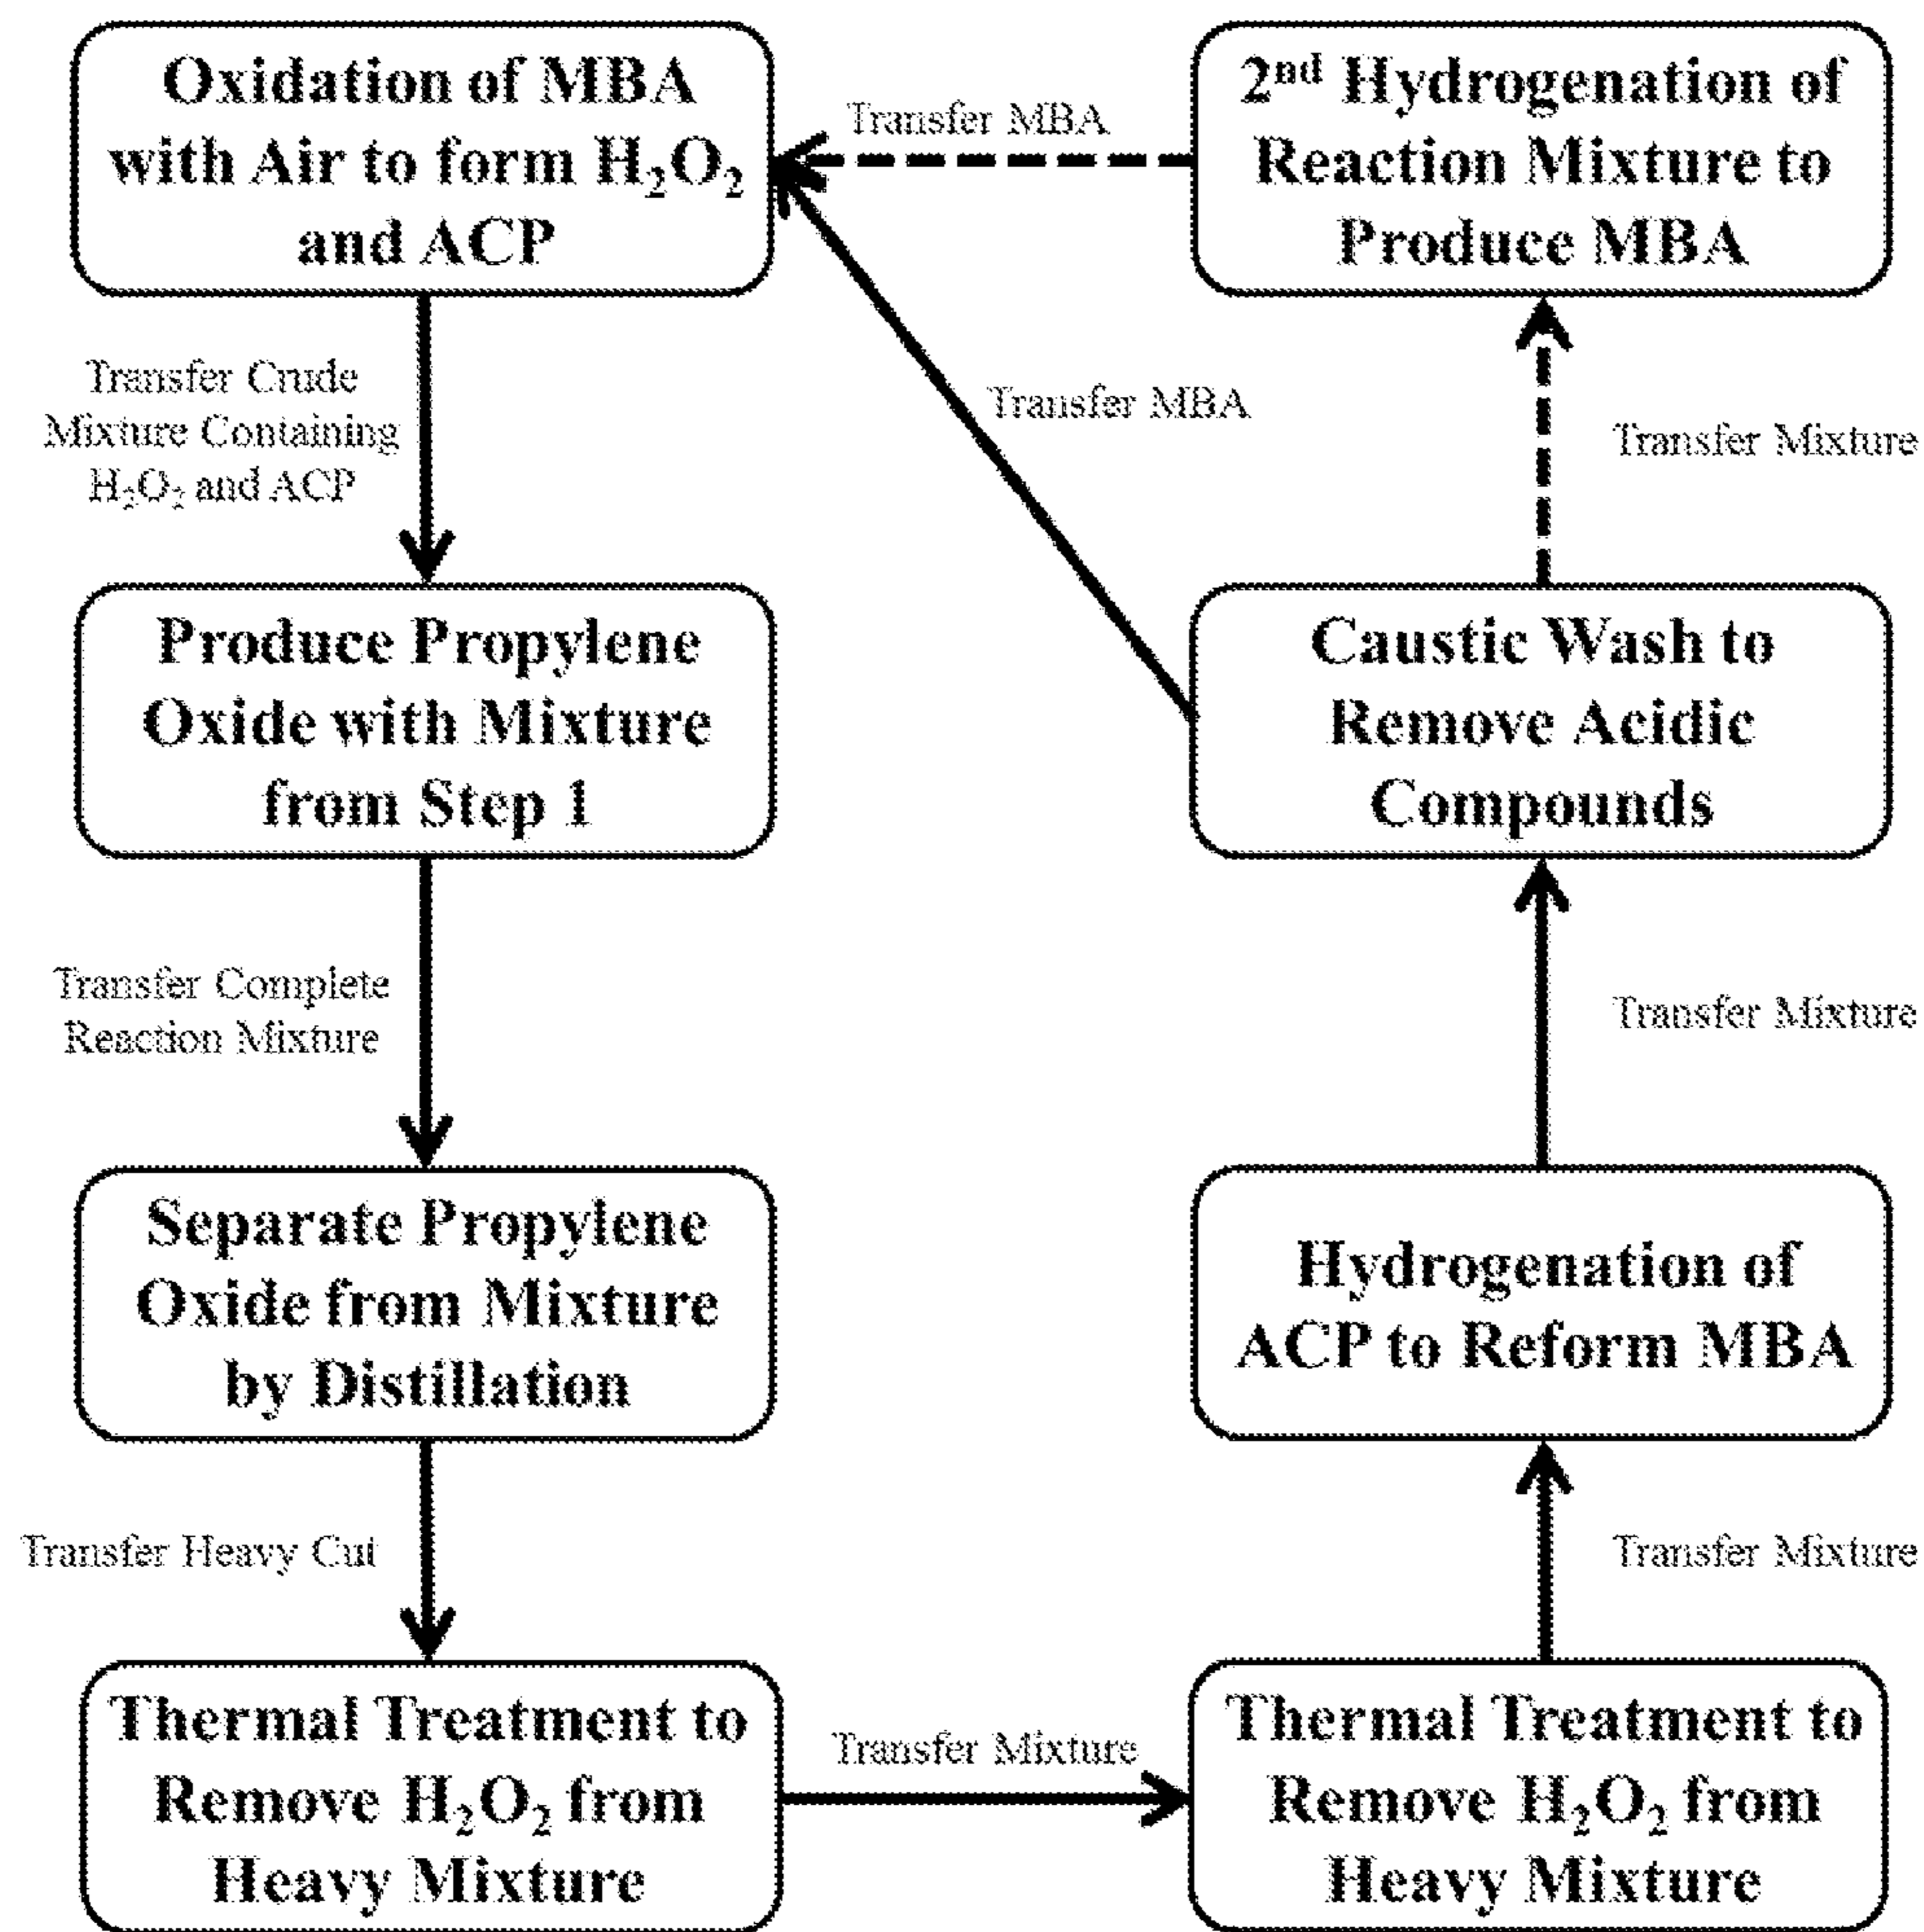 Oxidation of MBA
with Air to form H₂O₂
and ACP
Transfer MBA
2nd Hydrogenation of
Reaction Mixture to
Produce MBA
Transfer Crude
Mixture Containing
H₂O₂ and ACP
Transfer MBA
Transfer Mixture
Produce Propylene
Oxide with Mixture
from Step 1
Caustic Wash to
Remove Acidic
Compounds
Transfer Complete
Reaction Mixture
Transfer Mixture
Separate Propylene
Oxide from Mixture
by Distillation
Hydrogenation of
ACP to Reform MBA
Transfer Heavy Cut
Transfer Mixture
Thermal Treatment to
Remove H₂O₂ from
Heavy Mixture
Transfer Mixture
Thermal Treatment to
Remove H₂O₂ from
Heavy Mixture